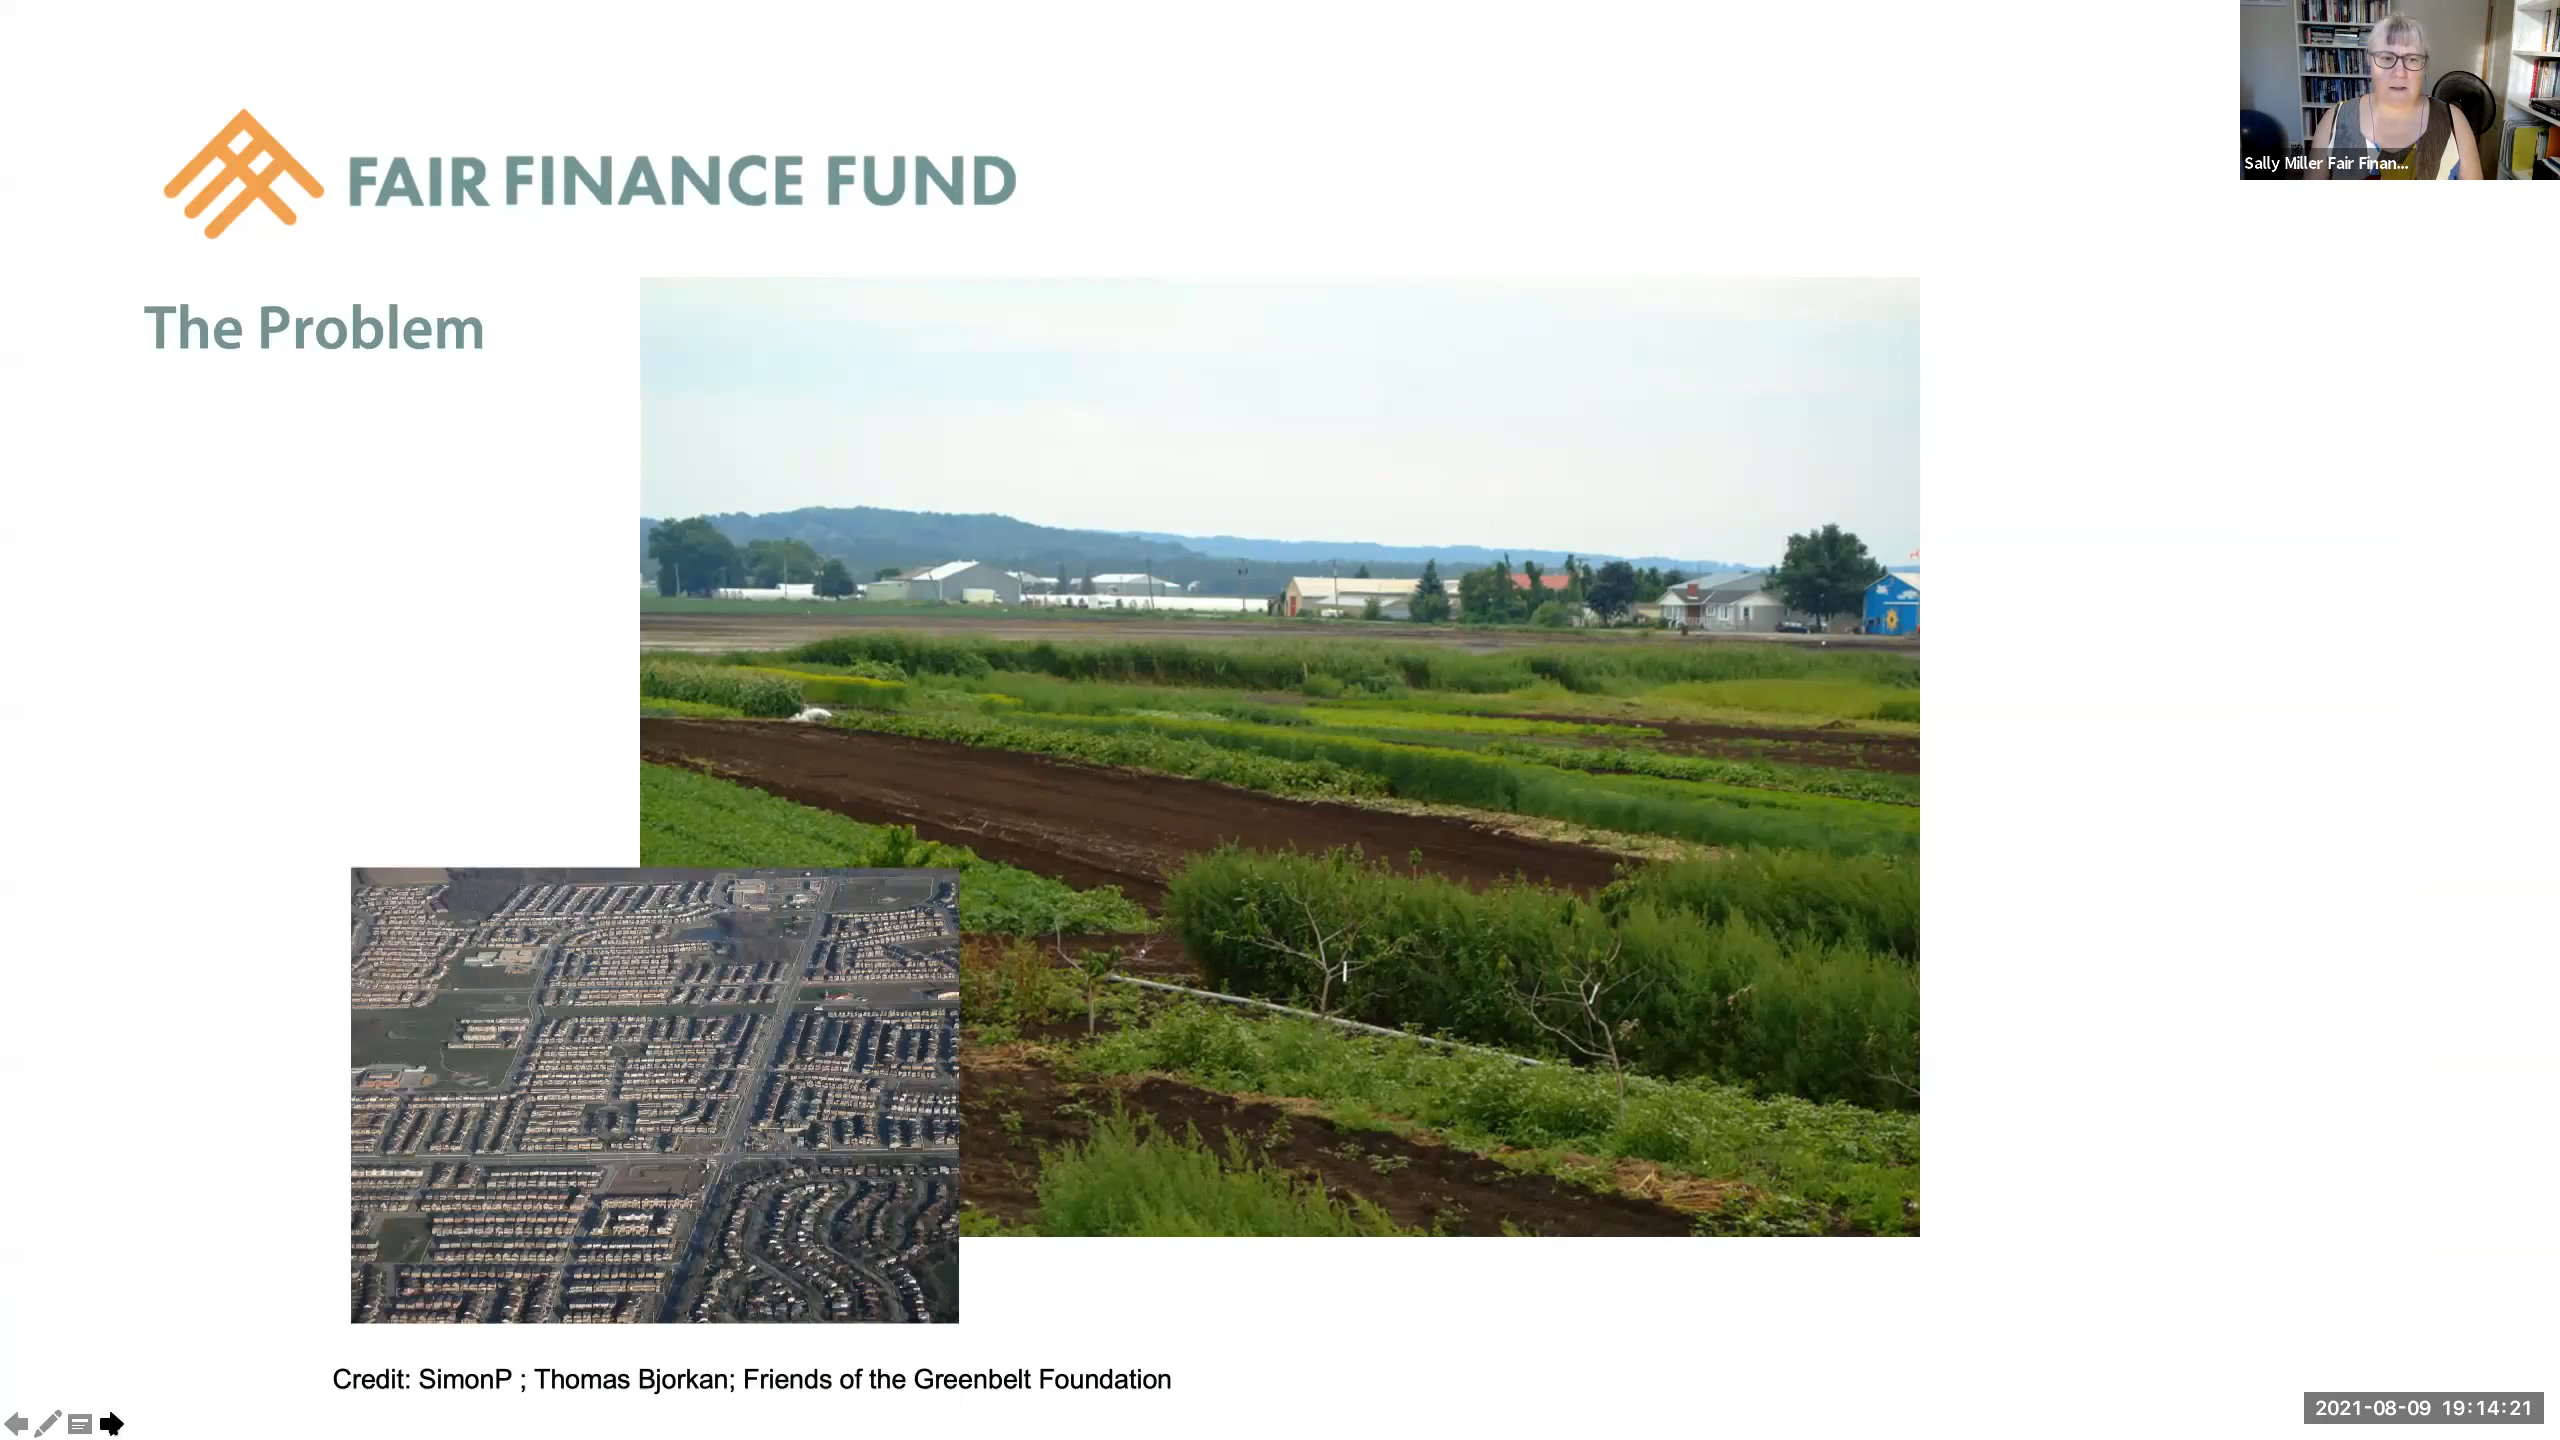 FAIR FINANCE FUND
Sally Miller Fair Finan...
The Problem
Credit: SimonP ; Thomas Bjorkan; Friends of the Greenbelt Foundation
2021-08-09 19:14:21